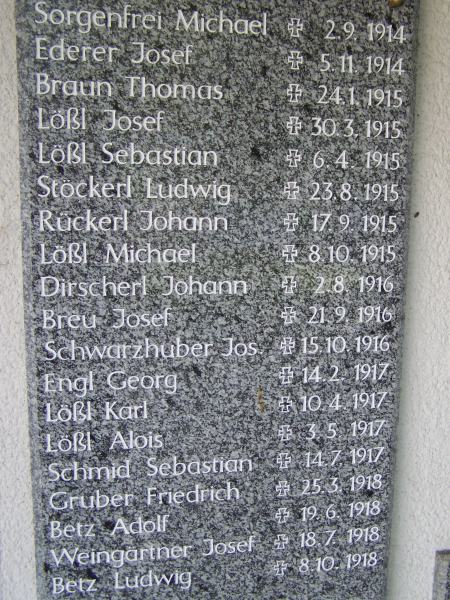 Sorgenfrei Michael ✠ 2.9. 1914
Ederer Josef ✠ 5.11. 1914
Braun Thomas ✠ 24.1. 1915
Lößl Josef ✠ 30.3. 1915
Lößl Sebastian ✠ 6.4. 1915
Stöckerl Ludwig ✠ 23.8. 1915
Rückerl Johann ✠ 17.9. 1915
Lößl Michael ✠ 8.10. 1915
Dirscherl Johann ✠ 2.8. 1916
Breu Josef ✠ 21.9. 1916
Schwarzhuber Jos. ✠ 15.10. 1916
Engl Georg ✠ 14.2. 1917
Lößl Karl ✠ 10.4. 1917
Lößl Alois ✠ 3.5. 1917
Schmid Sebastian ✠ 14.7. 1917
Gruber Friedrich ✠ 25.3. 1918
Betz Adolf ✠ 19.6. 1918
Weingärtner Josef ✠ 18.7. 1918
Betz Ludwig ✠ 8.10. 1918